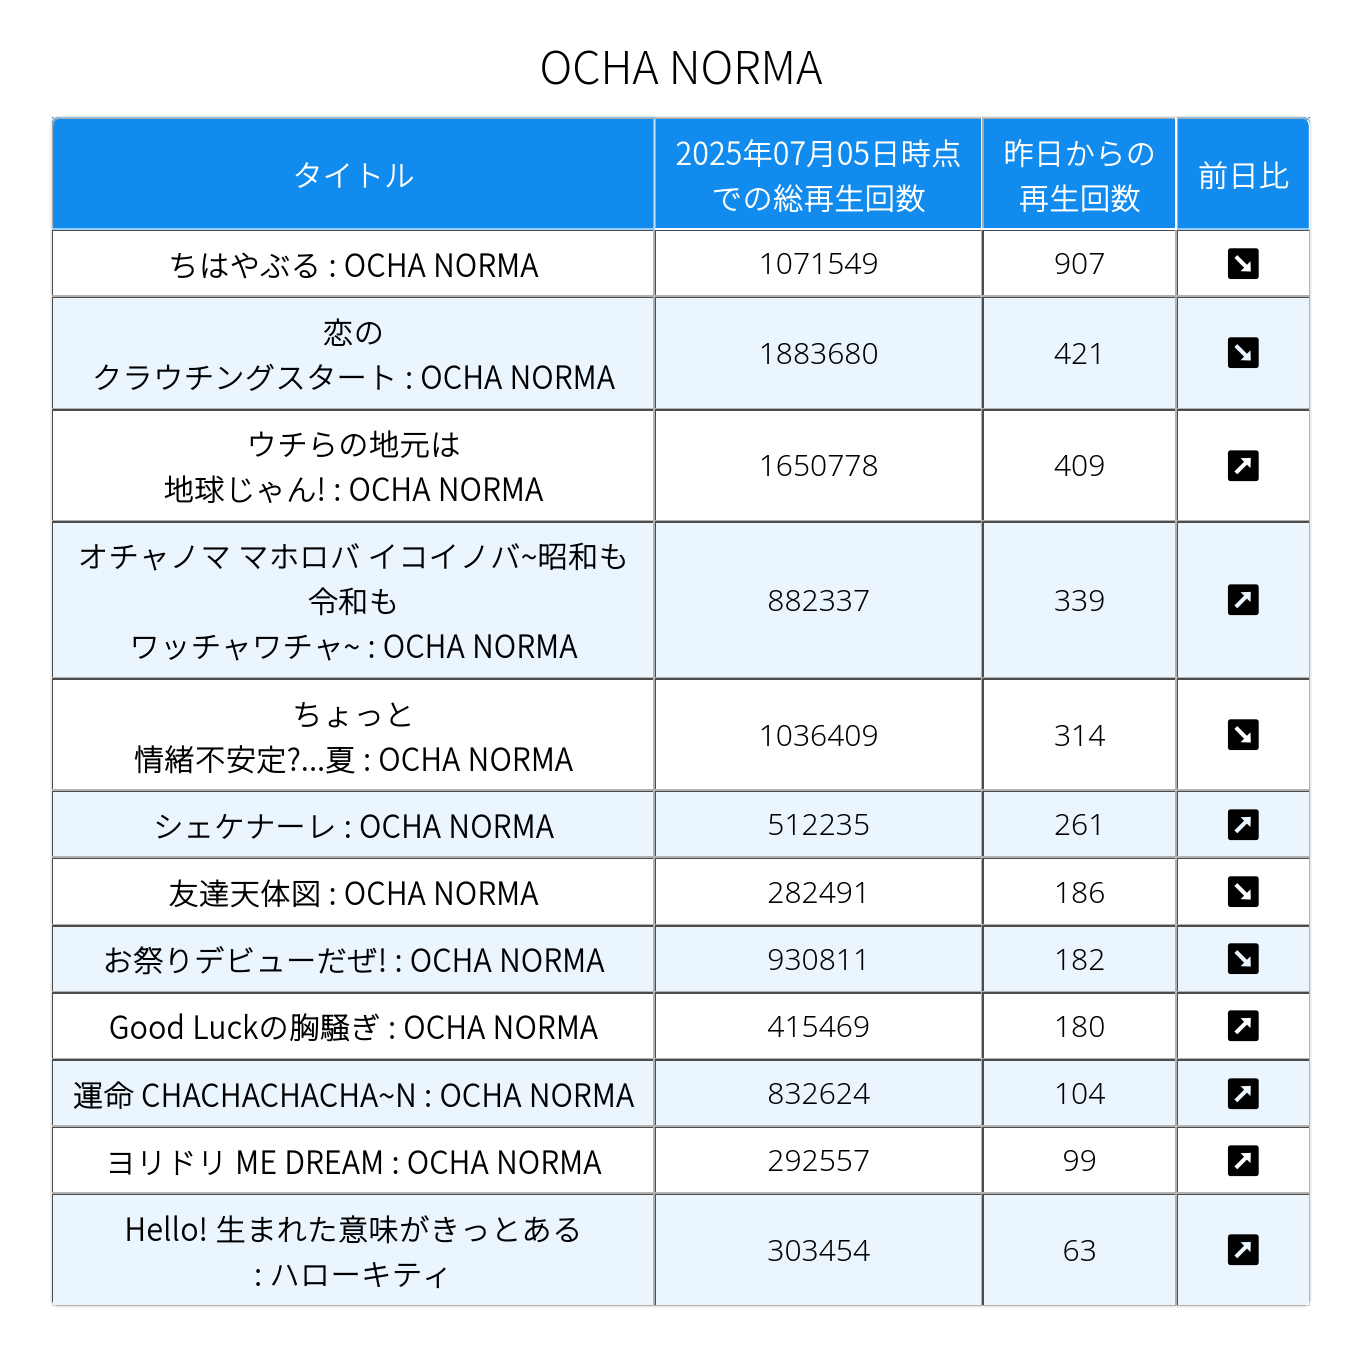 OCHA NORMA
タイトル
2025年07月05日時点
での総再生回数
昨日からの
再生回数
前日比
ちはやぶる : OCHA NORMA
1071549
907
恋の
クラウチングスタート : OCHA NORMA
1883680
421
ウチらの地元は
地球じゃん! : OCHA NORMA
1650778
409
オチャノマ マホロバ イコイノバ~昭和も
令和も
ワッチャワチャ~ : OCHA NORMA
882337
339
ちょっと
情緒不安定?...夏 : OCHA NORMA
1036409
314
シェケナーレ : OCHA NORMA
512235
261
友達天体図 : OCHA NORMA
282491
186
お祭りデビューだぜ! : OCHA NORMA
930811
182
Good Luckの胸騒ぎ : OCHA NORMA
415469
180
運命 CHACHACHACHA~N : OCHA NORMA
832624
104
ヨリドリ ME DREAM : OCHA NORMA
292557
99
Hello! 生まれた意味がきっとある
: ハローキティ
303454
63